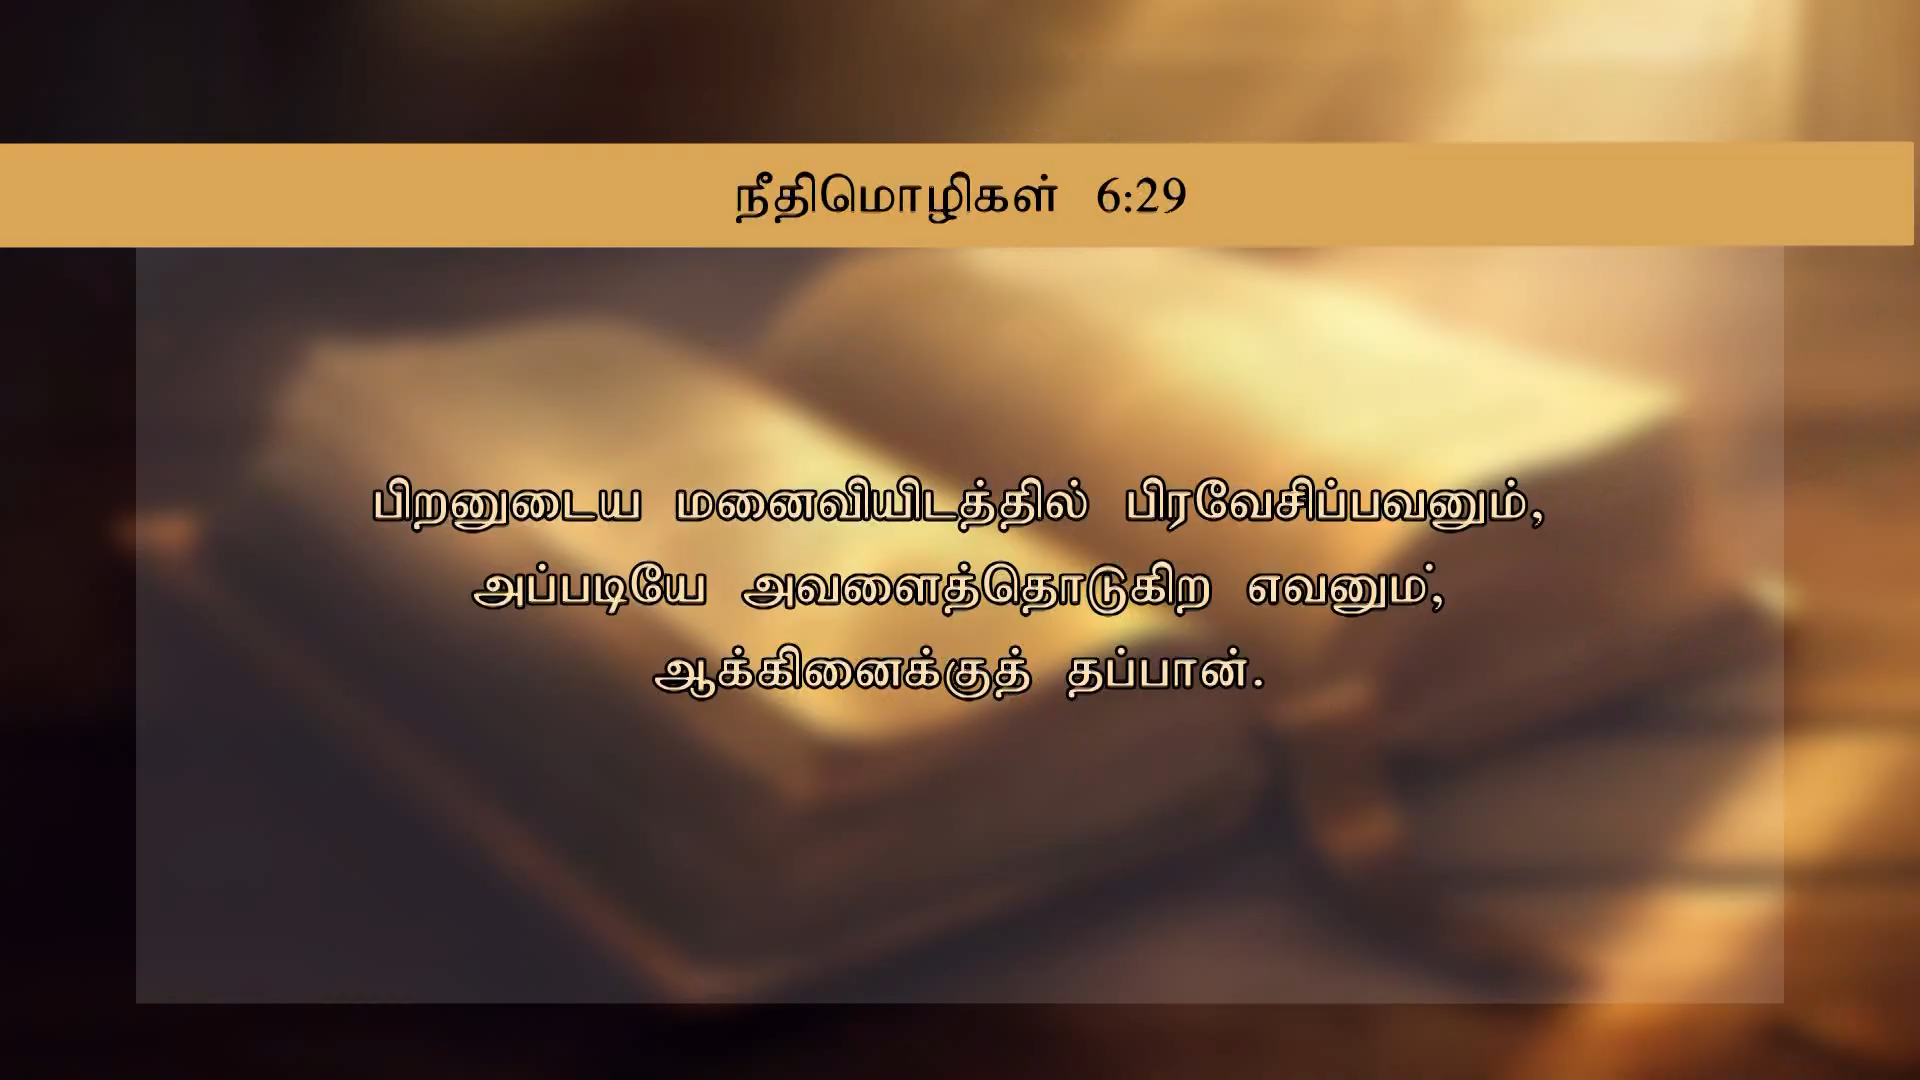 நீதிமொழிகள் 6:29
பிறனுடைய மனைவியிடத்தில் பிரவேசிப்பவனும்,
அப்படியே அவளைத்தொடுகிற எவனும்,
ஆக்கினைக்குத் தப்பான்.